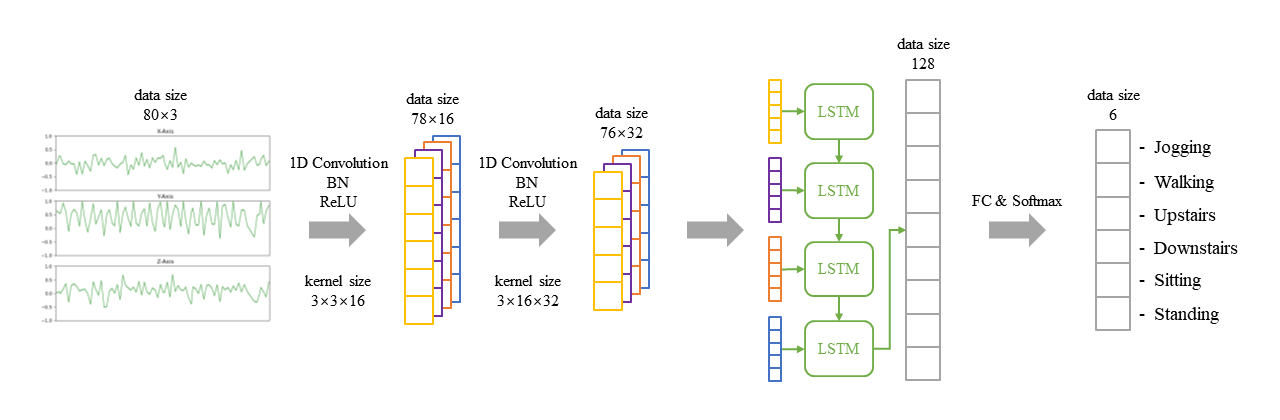 data size
80×3
X-Axis
1.0
0.5
0.0
−0.5
−1.0
Y-Axis
1.0
0.5
0.0
−0.5
−1.0
Z-Axis
1.0
0.5
0.0
−0.5
−1.0
1D Convolution
BN
ReLU
kernel size
3×3×16
data size
78×16
1D Convolution
BN
ReLU
kernel size
3×16×32
data size
76×32
LSTM
LSTM
LSTM
LSTM
data size
128
FC & Softmax
data size
6
- Jogging
- Walking
- Upstairs
- Downstairs
- Sitting
- Standing